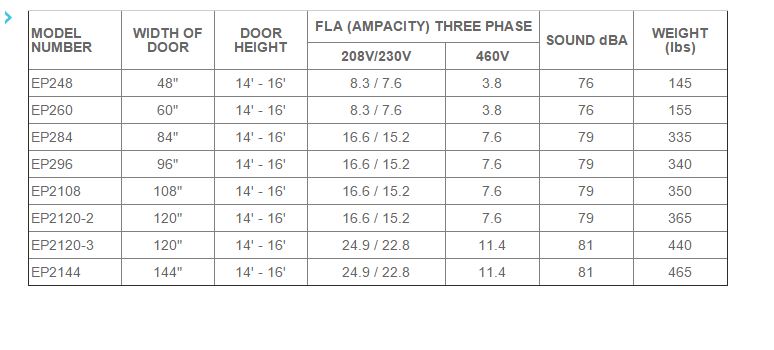 MODEL NUMBER | WIDTH OF DOOR | DOOR HEIGHT | FLA (AMPACITY) THREE PHASE | SOUND dBA | WEIGHT (lbs)
208V/230V | 460V
EP248 | 48" | 14' - 16' | 8.3 / 7.6 | 3.8 | 76 | 145
EP260 | 60" | 14' - 16' | 8.3 / 7.6 | 3.8 | 76 | 155
EP284 | 84" | 14' - 16' | 16.6 / 15.2 | 7.6 | 79 | 335
EP296 | 96" | 14' - 16' | 16.6 / 15.2 | 7.6 | 79 | 340
EP2108 | 108" | 14' - 16' | 16.6 / 15.2 | 7.6 | 79 | 350
EP2120-2 | 120" | 14' - 16' | 16.6 / 15.2 | 7.6 | 79 | 365
EP2120-3 | 120" | 14' - 16' | 24.9 / 22.8 | 11.4 | 81 | 440
EP2144 | 144" | 14' - 16' | 24.9 / 22.8 | 11.4 | 81 | 465